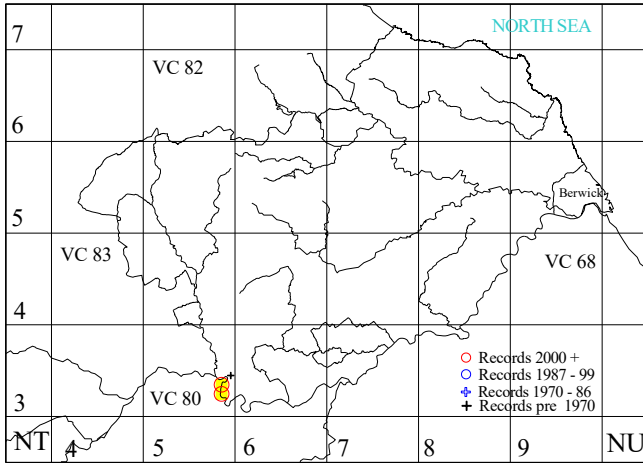 7
NORTH SEA
VC 82
6
Berwick
5
VC 83
VC 68
4
Records 2000 +
Records 1987 - 99
Records 1970 - 86
Records pre 1970
VC 80
3
NT 4 5 6 7 8 9 NU